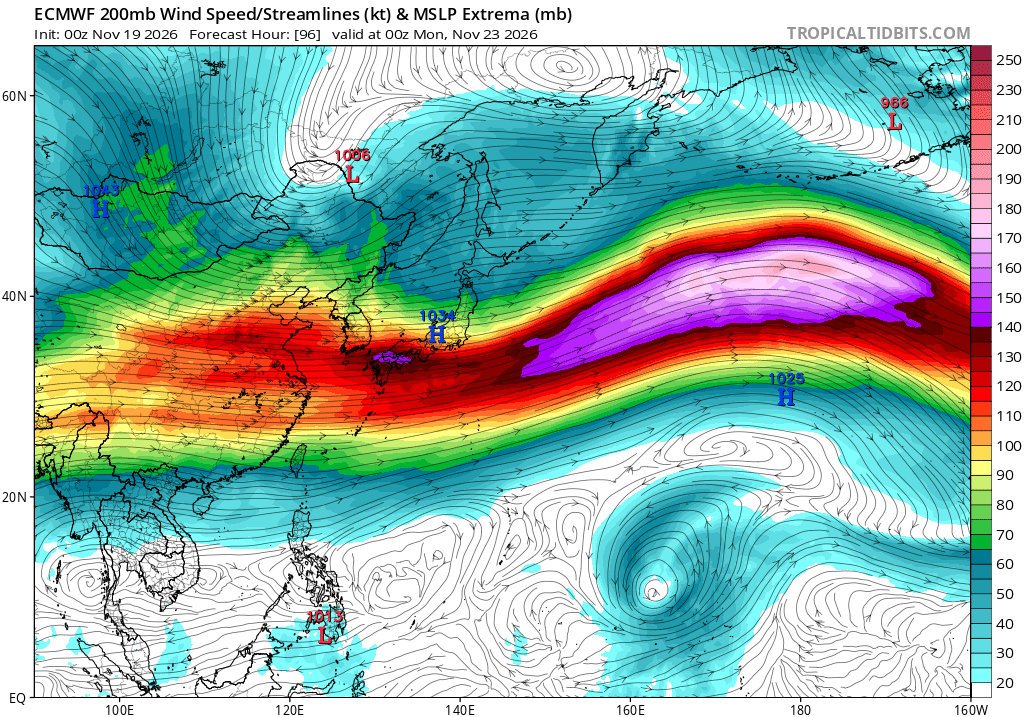 ECMWF 200mb Wind Speed/Streamlines (kt) & MSLP Extrema (mb)
Init: 00z Nov 19 2026 Forecast Hour: [96] valid at 00z Mon, Nov 23 2026
TROPICALTIDBITS.COM
60N
40N
20N
EQ
100E
120E
140E
160E
180
160W
1043
H
1006
L
966
L
1034
H
1025
H
1013
L
250
230
210
200
190
180
170
160
150
140
130
120
110
100
90
80
70
60
50
40
30
20